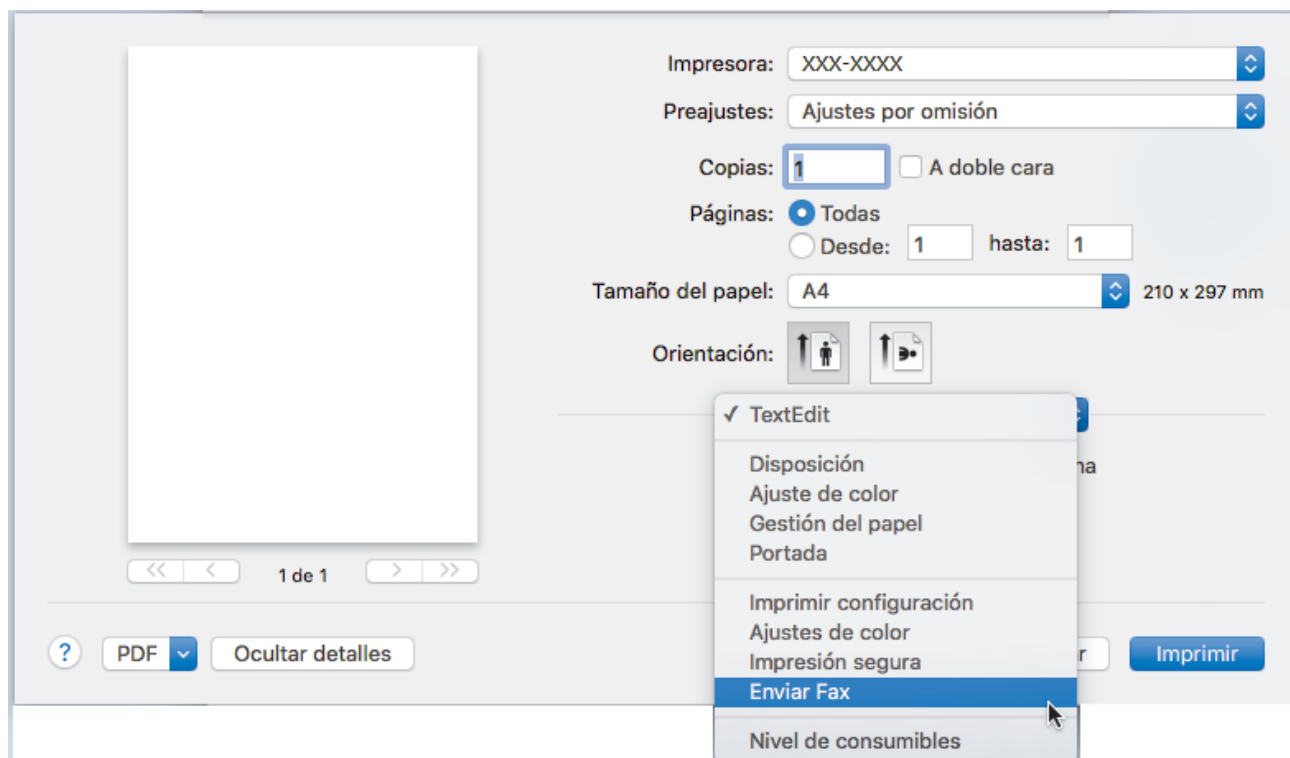 Impresora: XXX-XXXX
Preajustes: Ajustes por omisión
Copias: 1 A doble cara
Páginas: Todas
Desde: 1 hasta: 1
Tamaño del papel: A4 210 x 297 mm
Orientación:
✓ TextEdit
Disposición
Ajuste de color
Gestión del papel
Portada
Imprimir configuración
Ajustes de color
Impresión segura
Enviar Fax
Nivel de consumibles
1 de 1
? PDF Ocultar detalles Imprimir